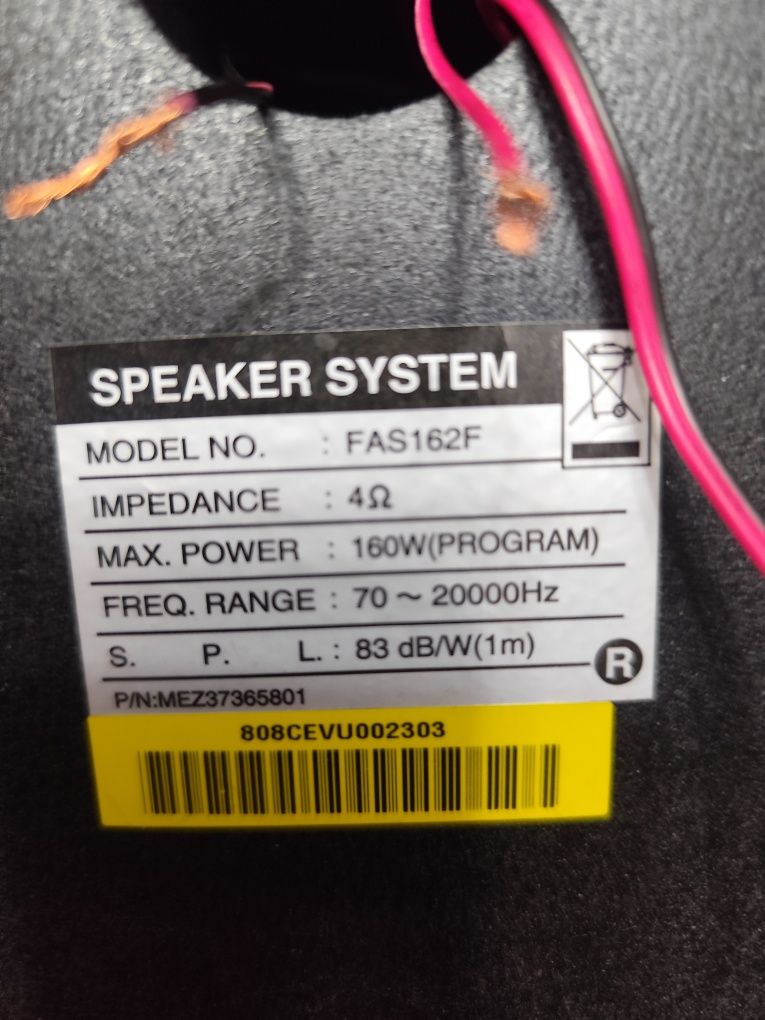 SPEAKER SYSTEM
MODEL NO. : FAS162F
IMPEDANCE : 4Ω
MAX. POWER : 160W(PROGRAM)
FREQ. RANGE : 70 ~ 20000Hz
S. P. L. : 83 dB/W(1m)
R
P/N:MEZ37365801
808CEVU002303